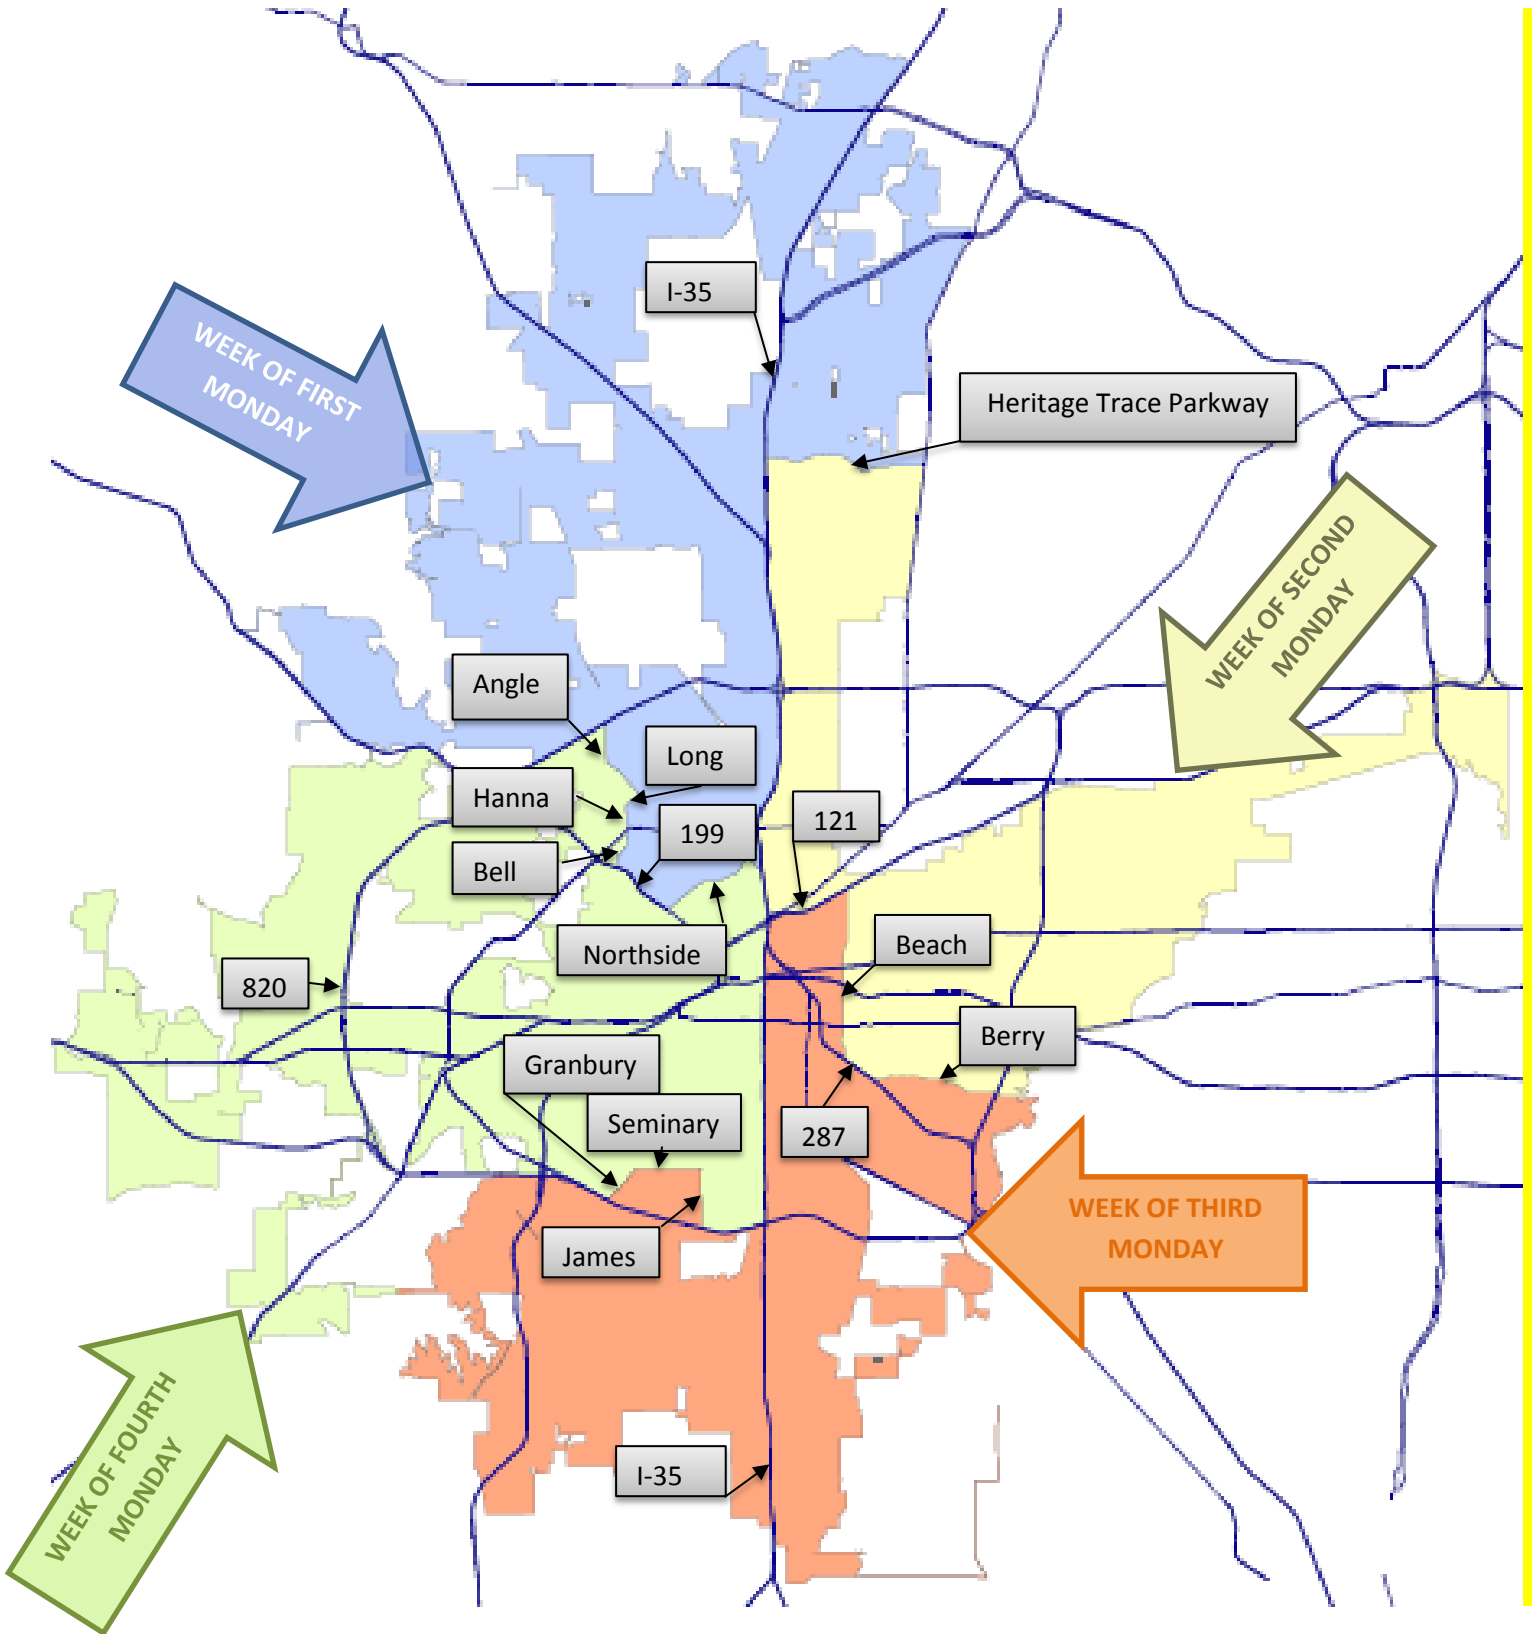 I-35
WEEK OF FIRST
MONDAY
Heritage Trace Parkway
WEEK OF SECOND
MONDAY
Angle
Long
Hanna
199
121
Bell
Northside
Beach
820
Berry
Granbury
Seminary
287
James
WEEK OF THIRD
MONDAY
WEEK OF FOURTH
MONDAY
I-35